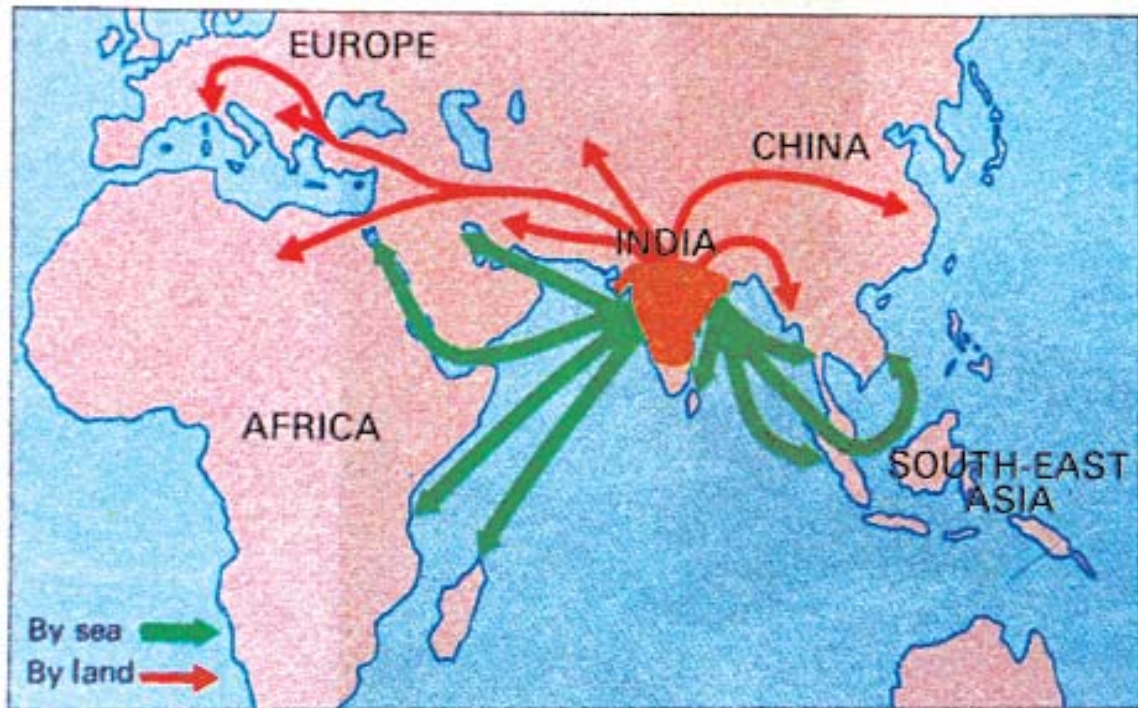 EUROPE
CHINA
INDIA
AFRICA
SOUTH-EAST
ASIA
By sea
By land